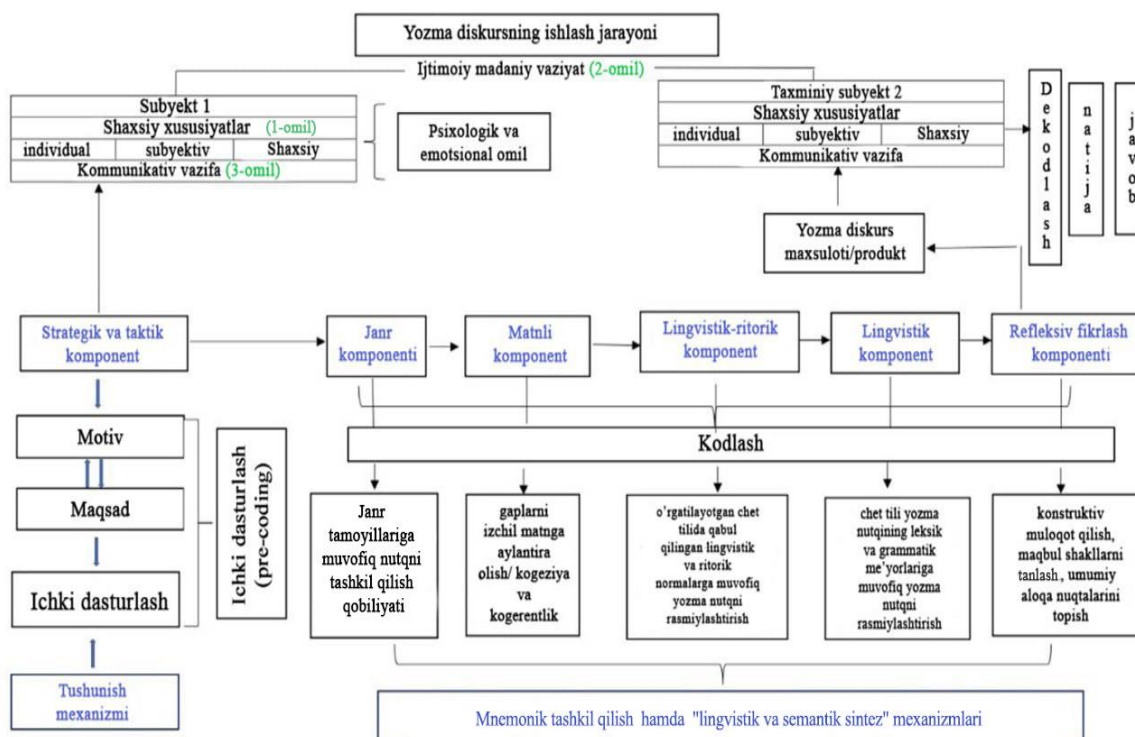 Yozma diskursning ishlash jarayoni
Ijtimoiy madaniy vaziyat (2-omil)
Subyekt 1
Shaxsiy xususiyatlar (1-omil)
individual subyektiv Shaxsiy
Kommunikativ vazifa (3-omil)
Psixologik va
emotsional omil
Taxminiy subyekt 2
Shaxsiy xususiyatlar
individual subyektiv Shaxsiy
Kommunikativ vazifa
Dekodlash
natija
javob
Yozma diskurs
maxsuloti/produkt
Strategik va taktik
komponent
Janr
komponenti
Matnli
komponent
Lingvistik-ritorik
komponent
Lingvistik
komponent
Refleksiv fikrlash
komponenti
Motiv
Maqsad
Ichki dasturlash
Ichki dasturlash
(pre-coding)
Tushunish
mexanizmi
Kodlash
Janr
tamoyillariga
muvofiq nutqni
tashkil qilish
qobiliyati
gaplarni
izchil matnga
aylantira
olish/ kogeziya
va
kogerentlik
o'rgatilayotgan chet
tilida qabul
qilingan lingvistik
va ritorik
normalarga muvofiq
yozma nutqni
rasmiylashtirish
chet tili yozma
nutqining leksik
va grammatik
me'yorlariga
muvofiq yozma
nutqni
rasmiylashtirish
konstruktiv
muloqot qilish,
maqbul shakllarni
tanlash, umumiy
aloqa nuqtalarini
topish
Mnemonik tashkil qilish hamda "lingvistik va semantik sintez" mexanizmlari